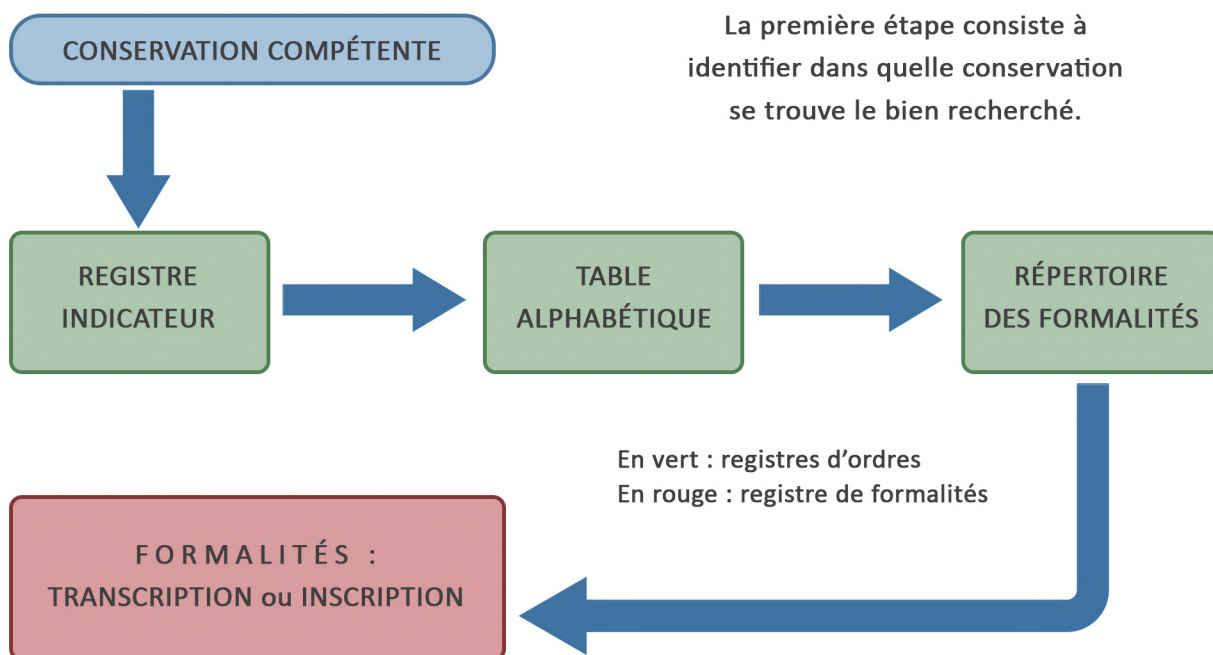 CONSERVATION COMPÉTENTE
La première étape consiste à
identifier dans quelle conservation
se trouve le bien recherché.
REGISTRE
INDICATEUR
TABLE
ALPHABÉTIQUE
RÉPERTOIRE
DES FORMALITÉS
En vert : registres d'ordres
En rouge : registre de formalités
FORMALITÉS :
TRANSCRIPTION ou INSCRIPTION